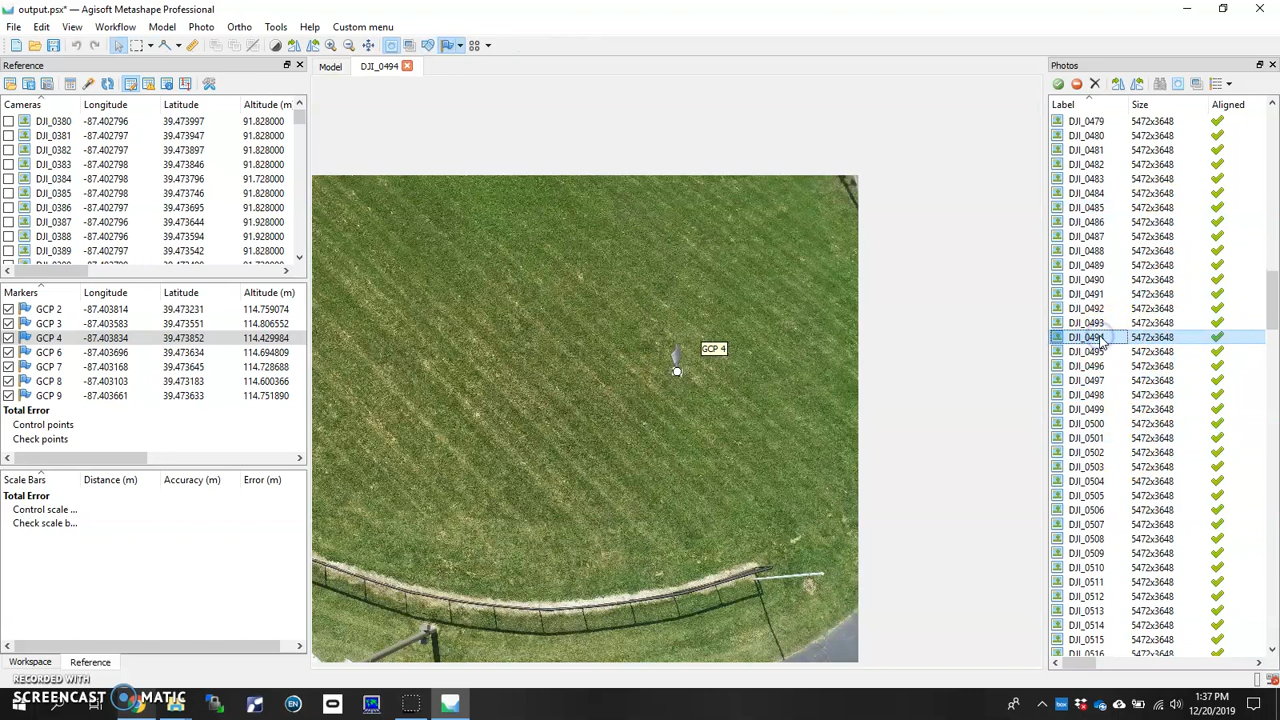 output.psx* — Agisoft Metashape Professional
File Edit View Workflow Model Photo Ortho Tools Help Custom menu
Reference
Cameras Longitude Latitude Altitude (m
DJI_0380 -87.402796 39.473997 91.828000
DJI_0381 -87.402796 39.473947 91.828000
DJI_0382 -87.402797 39.473897 91.828000
DJI_0383 -87.402796 39.473846 91.828000
DJI_0384 -87.402796 39.473796 91.728000
DJI_0385 -87.402796 39.473746 91.828000
DJI_0386 -87.402797 39.473695 91.828000
DJI_0387 -87.402796 39.473644 91.928000
DJI_0388 -87.402796 39.473594 91.928000
DJI_0389 -87.402797 39.473542 91.828000
Markers Longitude Latitude Altitude (m)
GCP 2 -87.403814 39.473231 114.759074
GCP 3 -87.403583 39.473551 114.806552
GCP 4 -87.403834 39.473852 114.429984
GCP 6 -87.403696 39.473624 114.694809
GCP 7 -87.403168 39.473645 114.728688
GCP 8 -87.403103 39.473183 114.600366
GCP 9 -87.403661 39.473633 114.751890
Total Error
Control points
Check points
Scale Bars Distance (m) Accuracy (m) Error (m)
Total Error
Control scale ...
Check scale b...
Workspace Reference
Model DJI_0494
GCP 4
Photos
Label Size Aligned
DJI_0479 5472x3648
DJI_0480 5472x3648
DJI_0481 5472x3648
DJI_0482 5472x3648
DJI_0483 5472x3648
DJI_0484 5472x3648
DJI_0485 5472x3648
DJI_0486 5472x3648
DJI_0487 5472x3648
DJI_0488 5472x3648
DJI_0489 5472x3648
DJI_0490 5472x3648
DJI_0491 5472x3648
DJI_0492 5472x3648
DJI_0493 5472x3648
DJI_0494 5472x3648
DJI_0495 5472x3648
DJI_0496 5472x3648
DJI_0497 5472x3648
DJI_0498 5472x3648
DJI_0499 5472x3648
DJI_0500 5472x3648
DJI_0501 5472x3648
DJI_0502 5472x3648
DJI_0503 5472x3648
DJI_0504 5472x3648
DJI_0505 5472x3648
DJI_0506 5472x3648
DJI_0507 5472x3648
DJI_0508 5472x3648
DJI_0509 5472x3648
DJI_0510 5472x3648
DJI_0511 5472x3648
DJI_0512 5472x3648
DJI_0513 5472x3648
DJI_0514 5472x3648
DJI_0515 5472x3648
DJI_0516 5472x3648
RECORDED WITH
SCREENCAST MATIC
EN
1:37 PM
12/20/2019